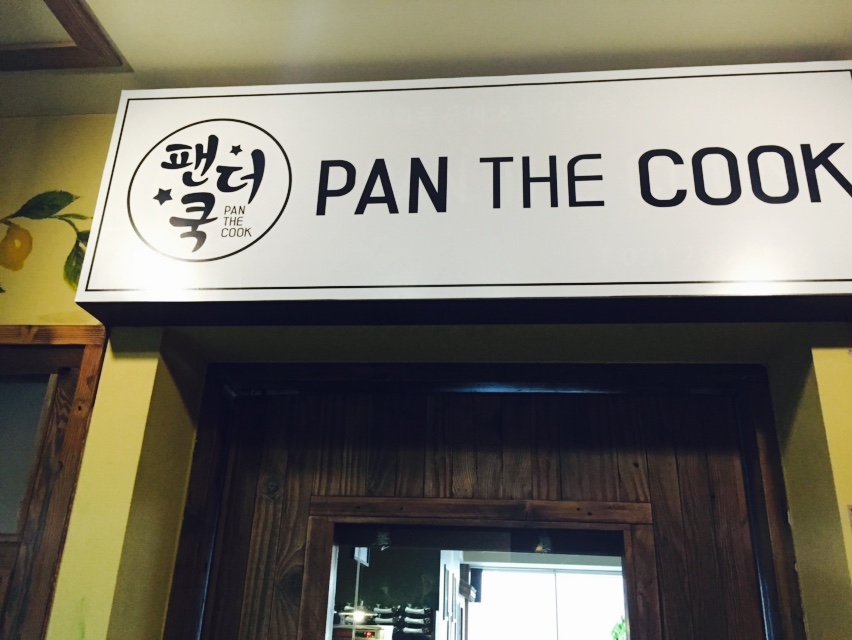 팬더
쿡
PAN
THE
COOK
PAN THE COOK